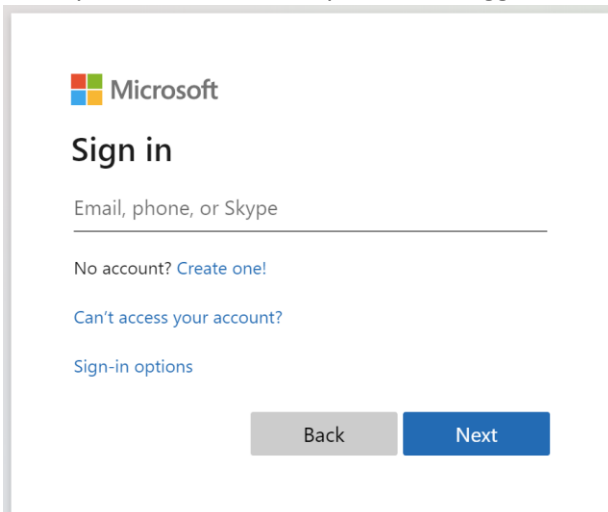 Microsoft
Sign in
Email, phone, or Skype
No account? Create one!
Can't access your account?
Sign-in options
Back Next